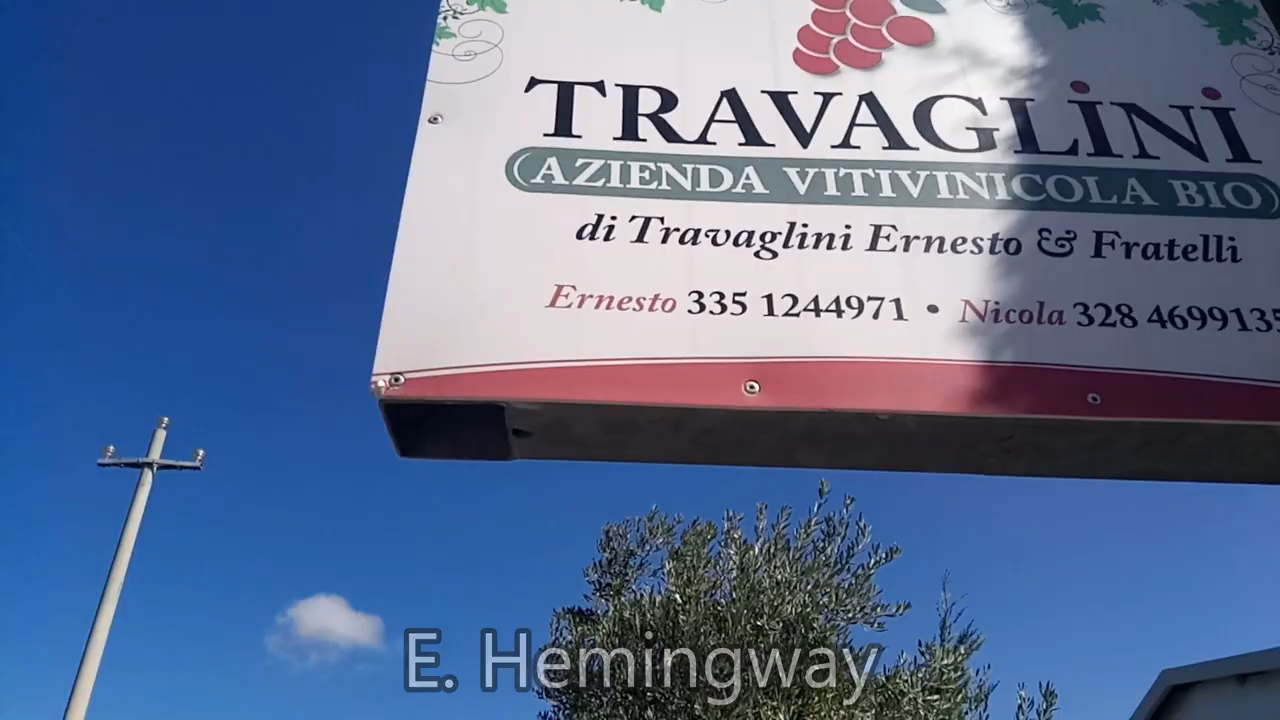 TRAVAGLiNi
(AZIENDA VITIVINICOLA BIO)
di Travaglini Ernesto & Fratelli
Ernesto 335 1244971 • Nicola 328 4699135
E. Hemingway